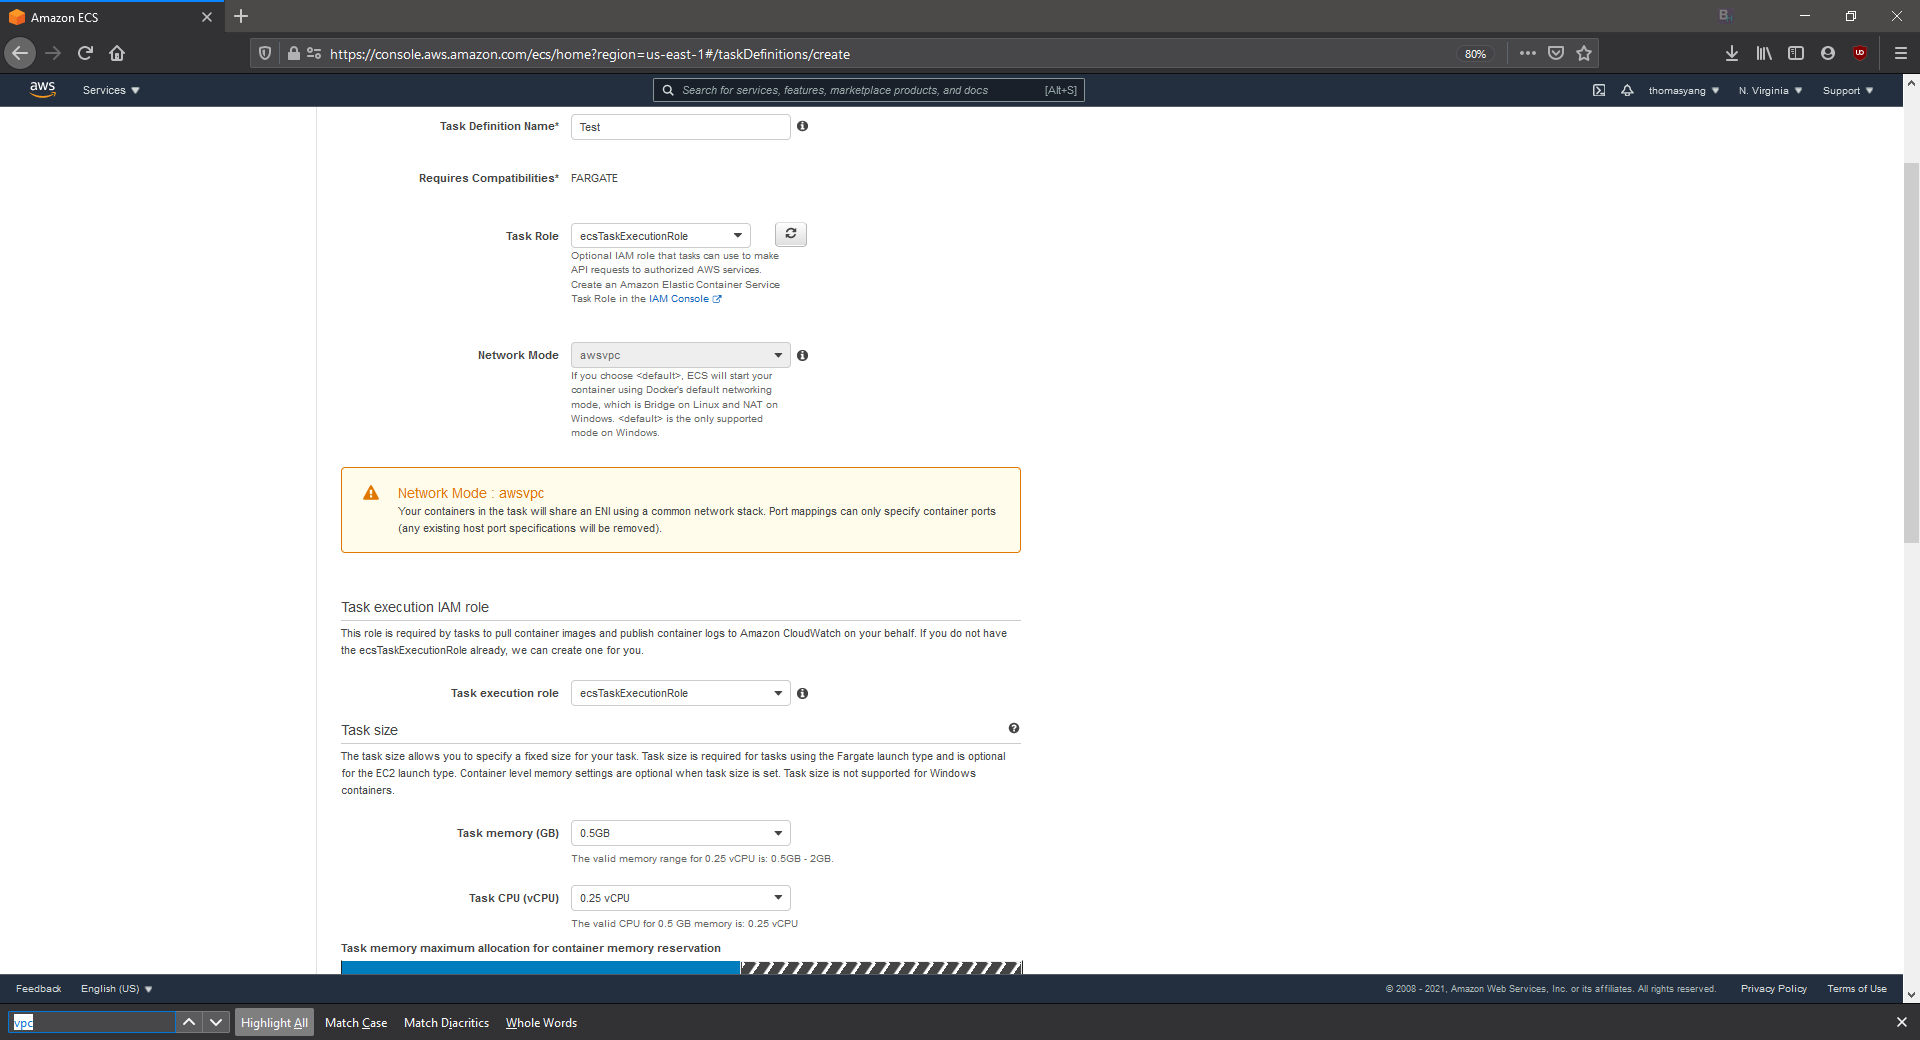 Amazon ECS
https://console.aws.amazon.com/ecs/home?region=us-east-1#/taskDefinitions/create
80%
aws
Services
Search for services, features, marketplace products, and docs
[Alt+S]
thomasyang
N. Virginia
Support
Task Definition Name*
Test
Requires Compatibilities*
FARGATE
Task Role
ecsTaskExecutionRole
Optional IAM role that tasks can use to make
API requests to authorized AWS services.
Create an Amazon Elastic Container Service
Task Role in the IAM Console
Network Mode
awsvpc
If you choose <default>, ECS will start your
container using Docker's default networking
mode, which is Bridge on Linux and NAT on
Windows. <default> is the only supported
mode on Windows.
Network Mode : awsvpc
Your containers in the task will share an ENI using a common network stack. Port mappings can only specify container ports
(any existing host port specifications will be removed).
Task execution IAM role
This role is required by tasks to pull container images and publish container logs to Amazon CloudWatch on your behalf. If you do not have
the ecsTaskExecutionRole already, we can create one for you.
Task execution role
ecsTaskExecutionRole
Task size
The task size allows you to specify a fixed size for your task. Task size is required for tasks using the Fargate launch type and is optional
for the EC2 launch type. Container level memory settings are optional when task size is set. Task size is not supported for Windows
containers.
Task memory (GB)
0.5GB
The valid memory range for 0.25 vCPU is: 0.5GB - 2GB.
Task CPU (vCPU)
0.25 vCPU
The valid CPU for 0.5 GB memory is: 0.25 vCPU
Task memory maximum allocation for container memory reservation
Feedback
English (US)
© 2008 - 2021, Amazon Web Services, Inc. or its affiliates. All rights reserved.
Privacy Policy
Terms of Use
vpc
Highlight All
Match Case
Match Diacritics
Whole Words